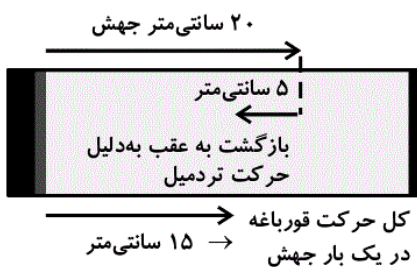 ۲۰ سانتی‌متر جهش
۵ سانتی‌متر
بازگشت به عقب به‌دلیل
حرکت تردمیل
کل حرکت قورباغه
در یک بار جهش → ۱۵ سانتی‌متر